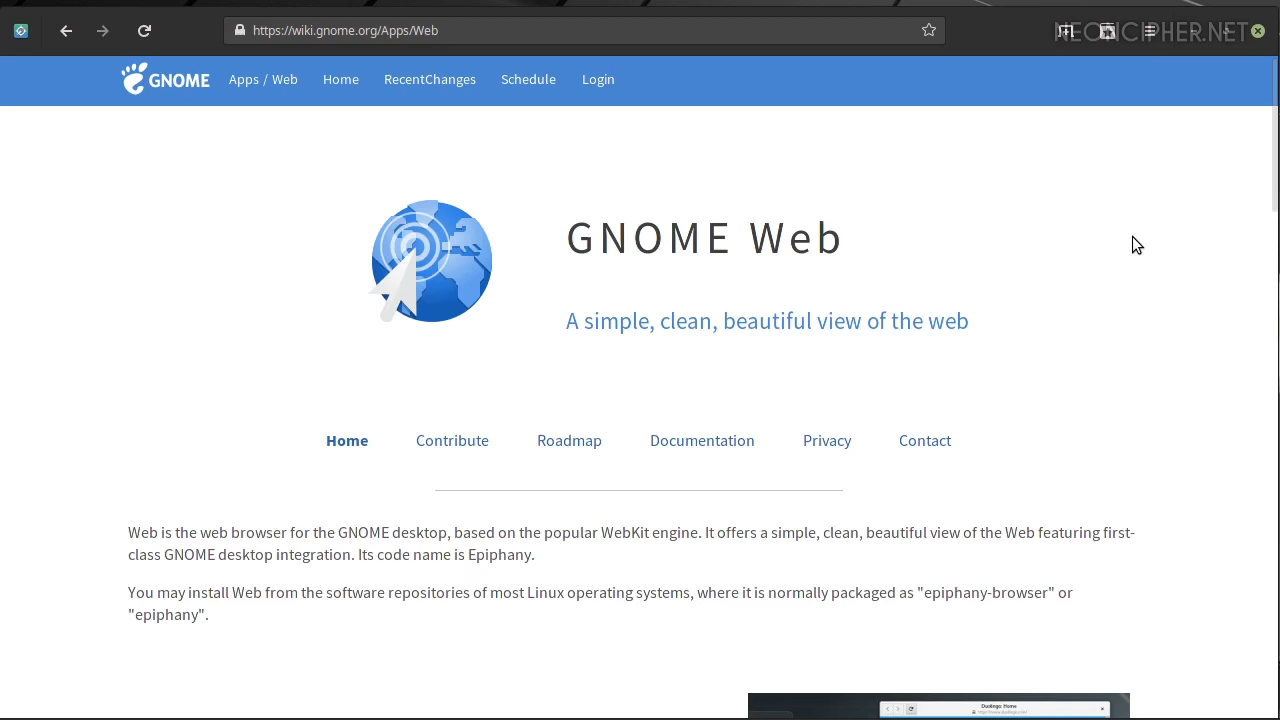 https://wiki.gnome.org/Apps/Web
NEONCIPHER.NET
GNOME Apps / Web Home RecentChanges Schedule Login
GNOME Web
A simple, clean, beautiful view of the web
Home Contribute Roadmap Documentation Privacy Contact
Web is the web browser for the GNOME desktop, based on the popular WebKit engine. It offers a simple, clean, beautiful view of the Web featuring first-
class GNOME desktop integration. Its code name is Epiphany.
You may install Web from the software repositories of most Linux operating systems, where it is normally packaged as "epiphany-browser" or
"epiphany".
Duolingo: Home